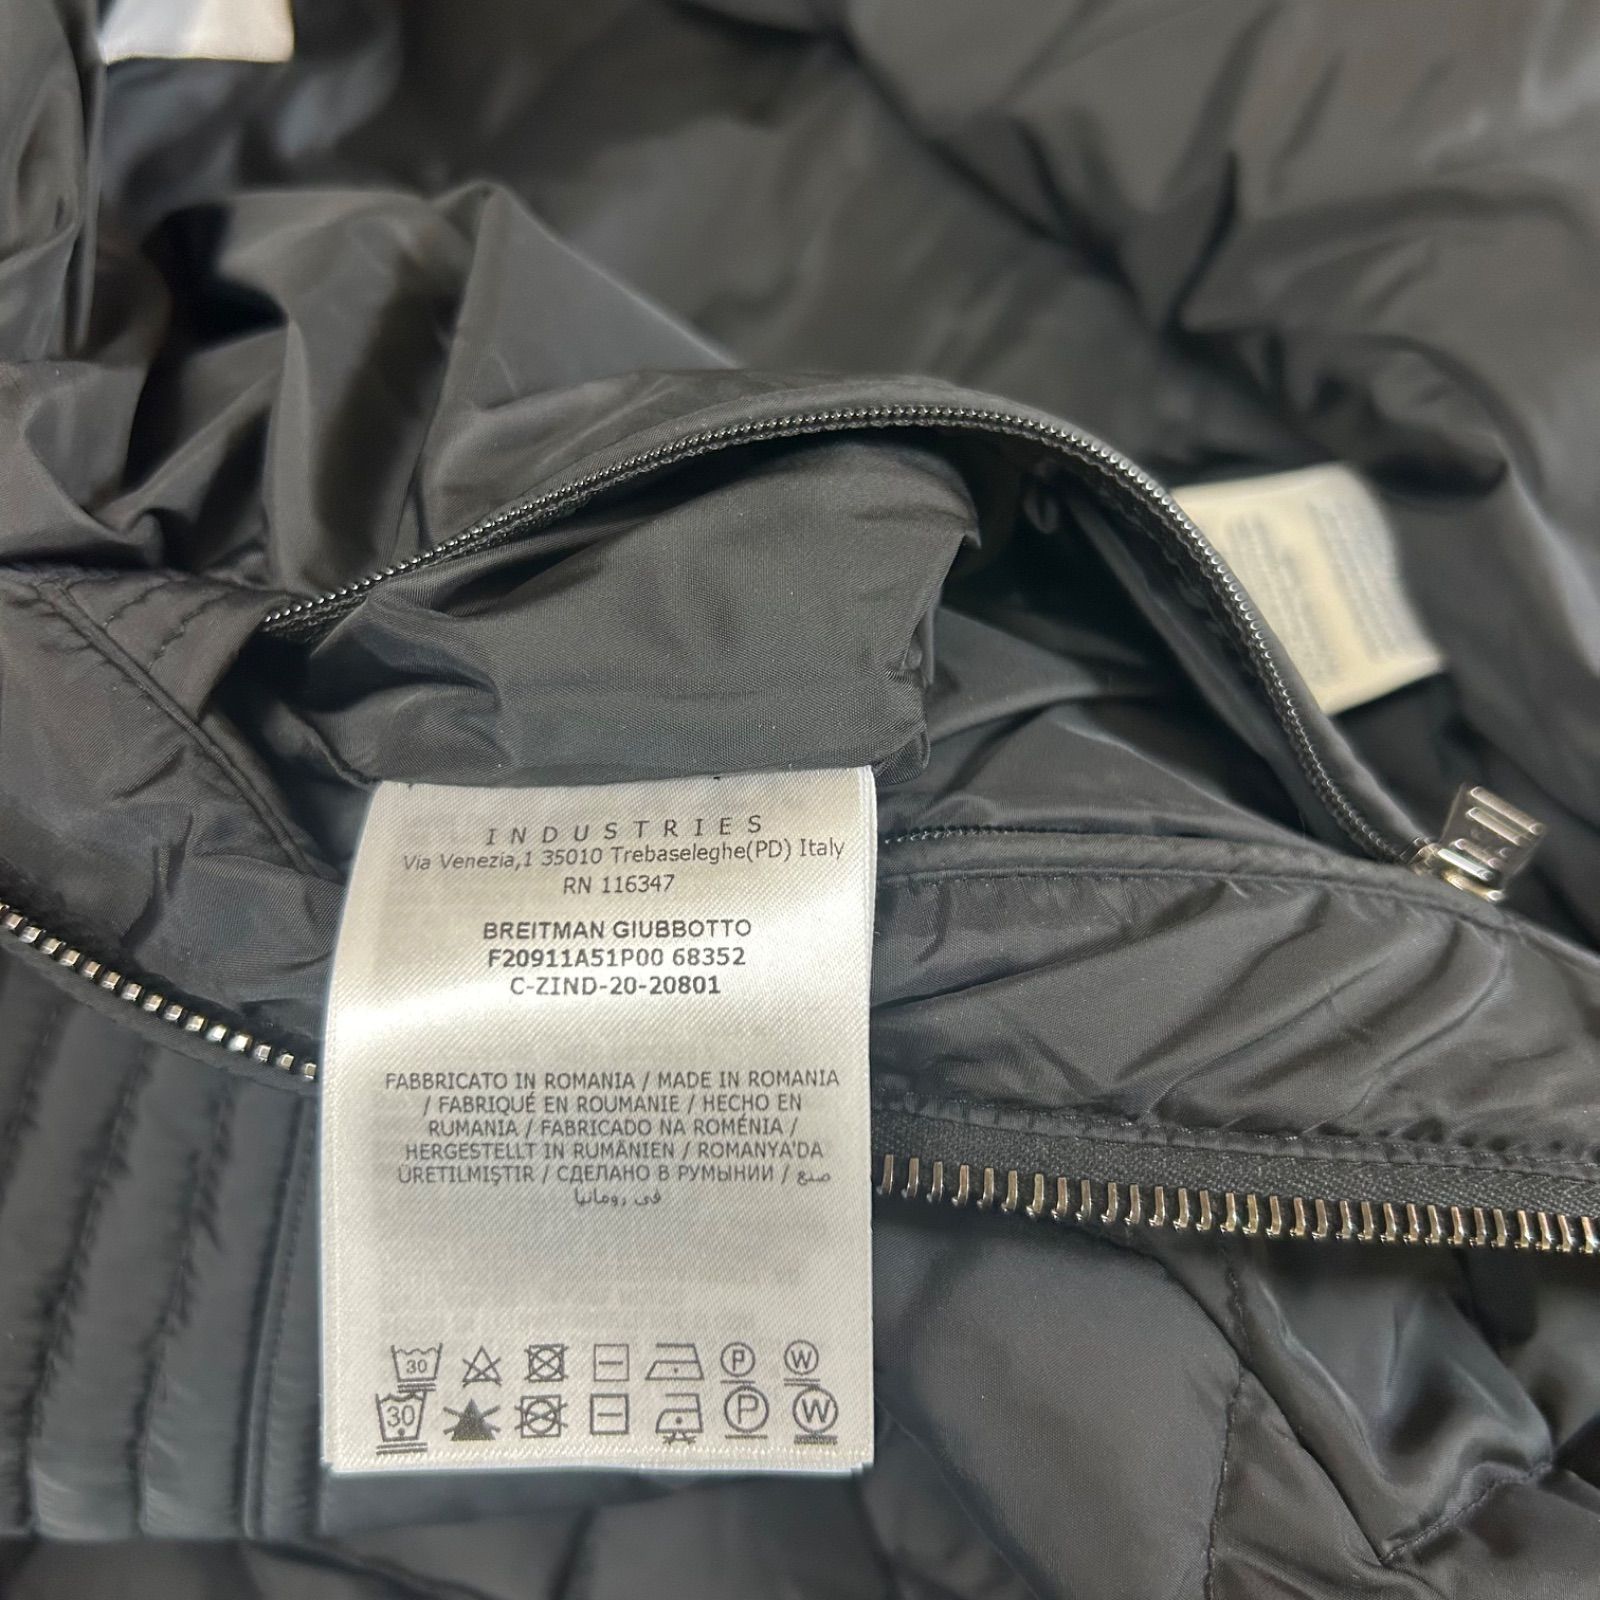 INDUSTRIES
Via Venezia,1 35010 Trebaseleghe(PD) Italy
RN 116347
BREITMAN GIUBBOTTO
F20911A51P00 68352
C-ZIND-20-20801
FABBRICATO IN ROMANIA / MADE IN ROMANIA
/ FABRIQUÉ EN ROUMANIE / HECHO EN
RUMANIA / FABRICADO NA ROMÉNIA /
HERGESTELLT IN RUMÄNIEN / ROMANYA'DA
ÜRETILMIŞTIR / СДЕЛАНО В РУМЫНИИ / صنع
في رومانيا
30 P W
30 P W